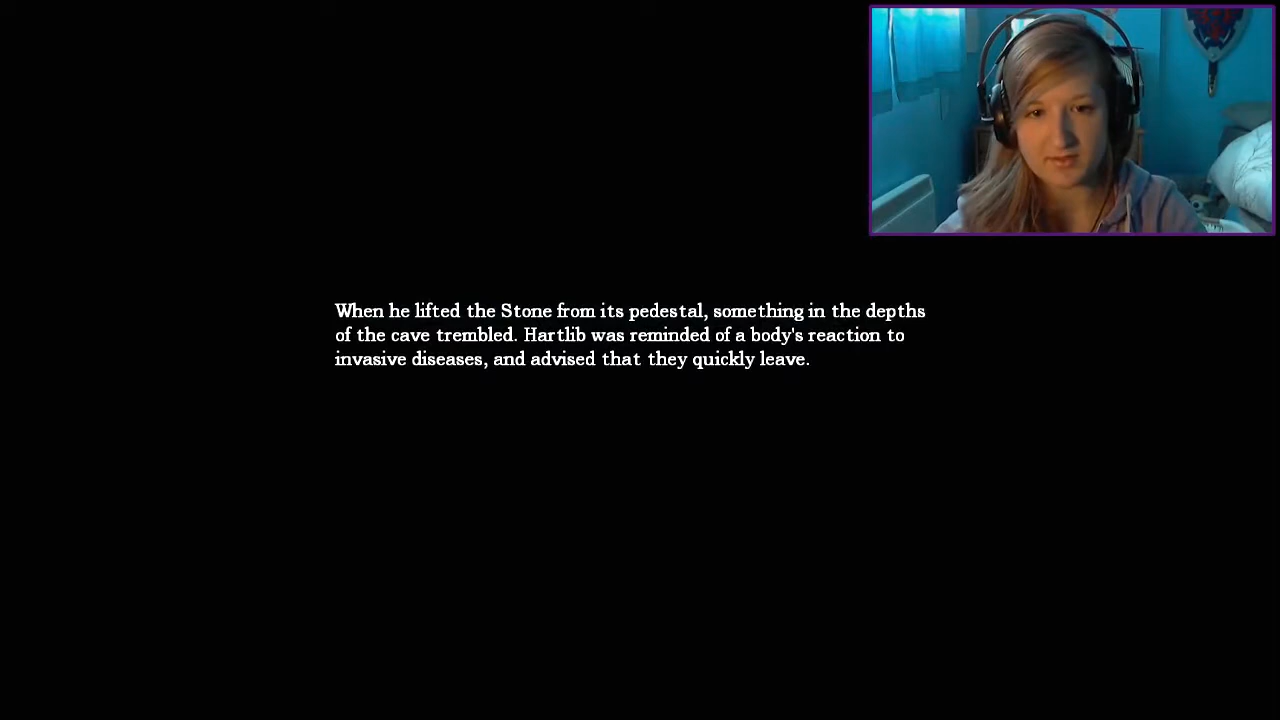 When he lifted the Stone from its pedestal, something in the depths
of the cave trembled. Hartlib was reminded of a body's reaction to
invasive diseases, and advised that they quickly leave.